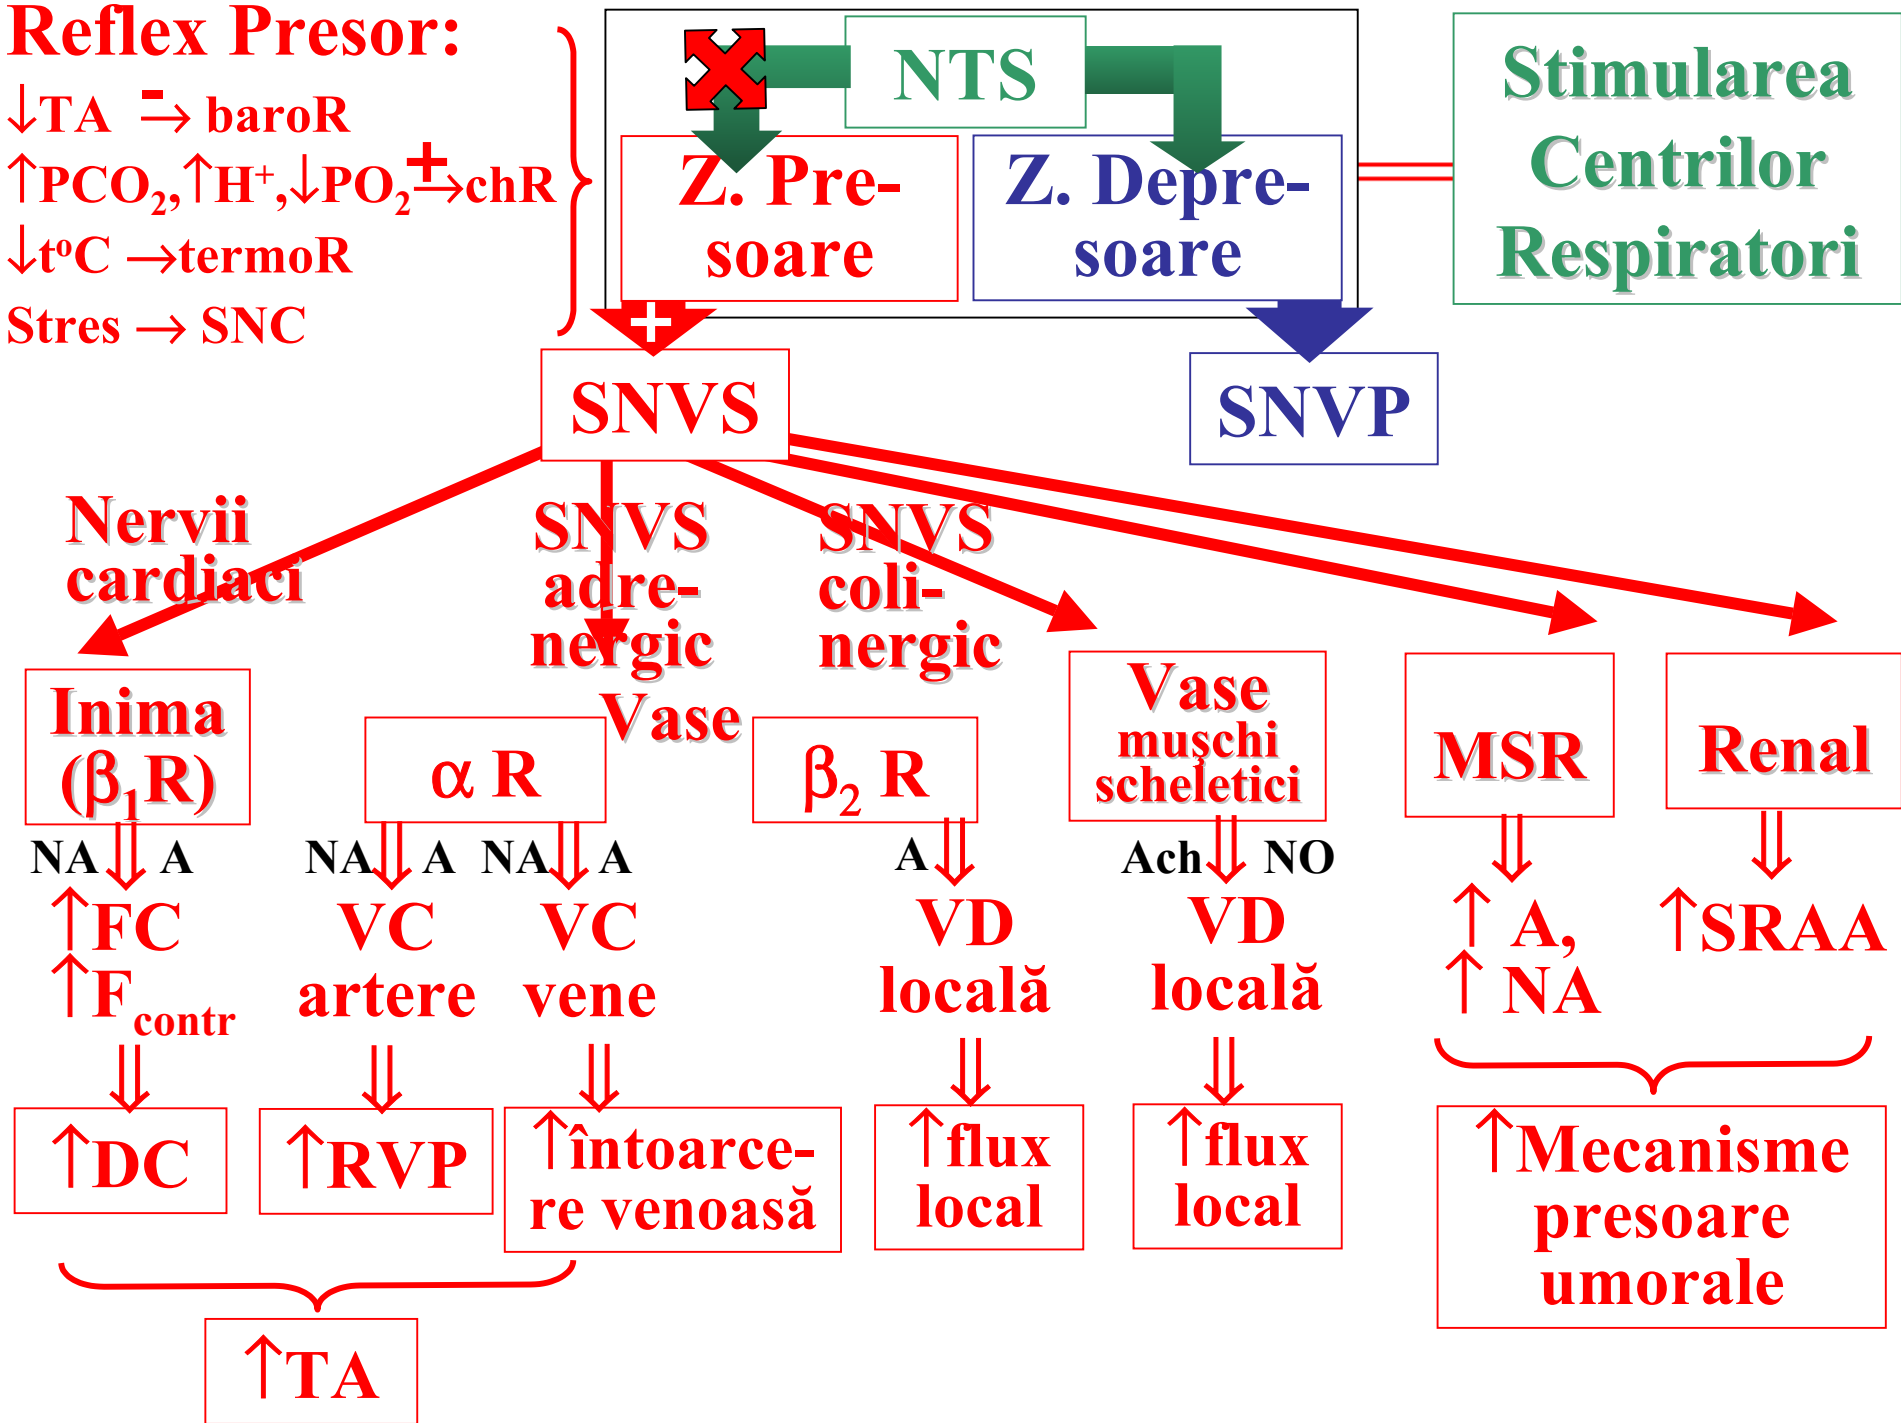 Reflex Presor:
↓TA -→ baroR
↑PCO2,↑H+,↓PO2 +→chR
↓toC →termoR
Stres → SNC
NTS
Z. Pre-
soare
Z. Depre-
soare
Stimularea
Centrilor
Respiratori
+
SNVS
SNVP
Nervii
cardiaci
SNVS
adre-
nergic
Vase
SNVS
coli-
nergic
Inima
(β1R)
α R
β2 R
Vase
muşchi
scheletici
MSR
Renal
NA A
NA A
NA A
A
Ach NO
↑FC
↑Fcontr
VC
artere
VC
vene
VD
locală
VD
locală
↑ A,
↑ NA
↑SRAA
↑DC
↑RVP
↑întoarce-
re venoasă
↑flux
local
↑flux
local
↑Mecanisme
presoare
umorale
↑TA